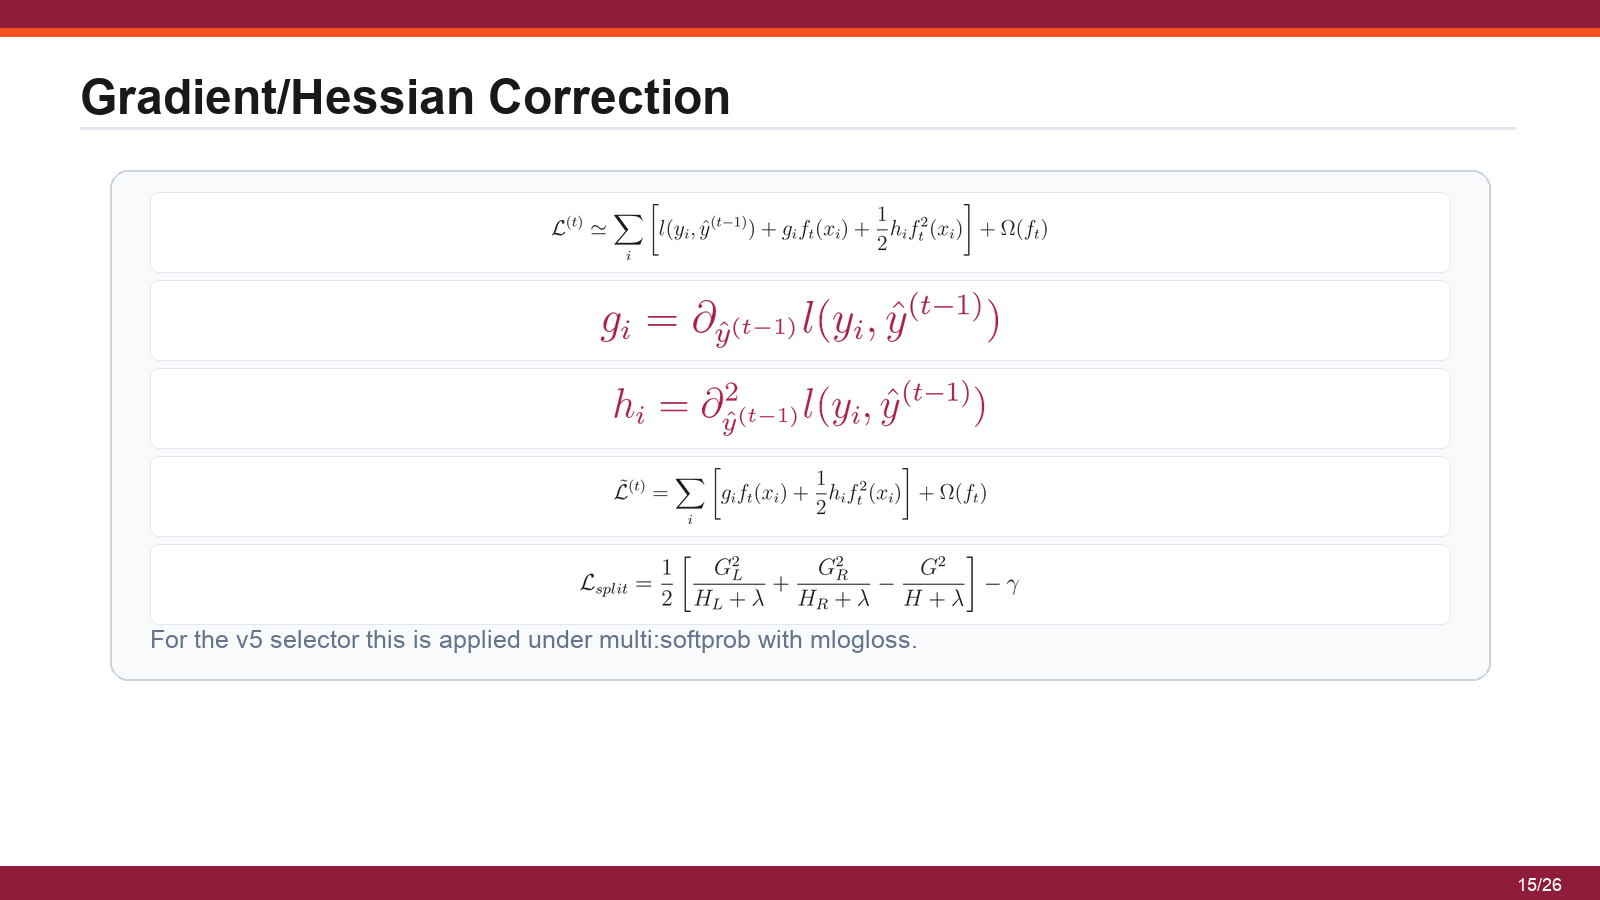 Gradient/Hessian Correction
$\mathcal{L}^{(t)} \simeq \sum_i \left[ l(y_i, \hat{y}^{(t-1)}) + g_i f_t(x_i) + \frac{1}{2} h_i f_t^2(x_i) \right] + \Omega(f_t)$
$g_i = \partial_{\hat{y}^{(t-1)}} l(y_i, \hat{y}^{(t-1)})$
$h_i = \partial^2_{\hat{y}^{(t-1)}} l(y_i, \hat{y}^{(t-1)})$
$\tilde{\mathcal{L}}^{(t)} = \sum_i \left[ g_i f_t(x_i) + \frac{1}{2} h_i f_t^2(x_i) \right] + \Omega(f_t)$
$\mathcal{L}_{split} = \frac{1}{2} \left[ \frac{G_L^2}{H_L + \lambda} + \frac{G_R^2}{H_R + \lambda} - \frac{G^2}{H + \lambda} \right] - \gamma$
For the v5 selector this is applied under multi:softprob with mlogloss.
15/26